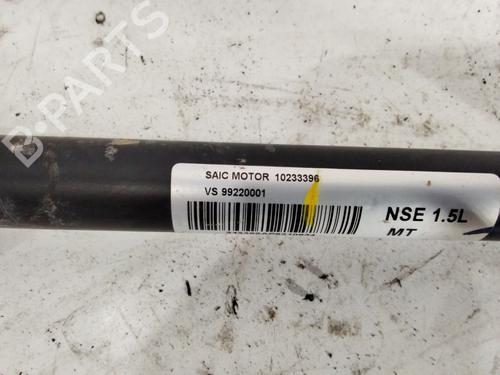 SAIC MOTOR 10233396
VS 99220001
NSE 1.5L
MT
B-PARTS